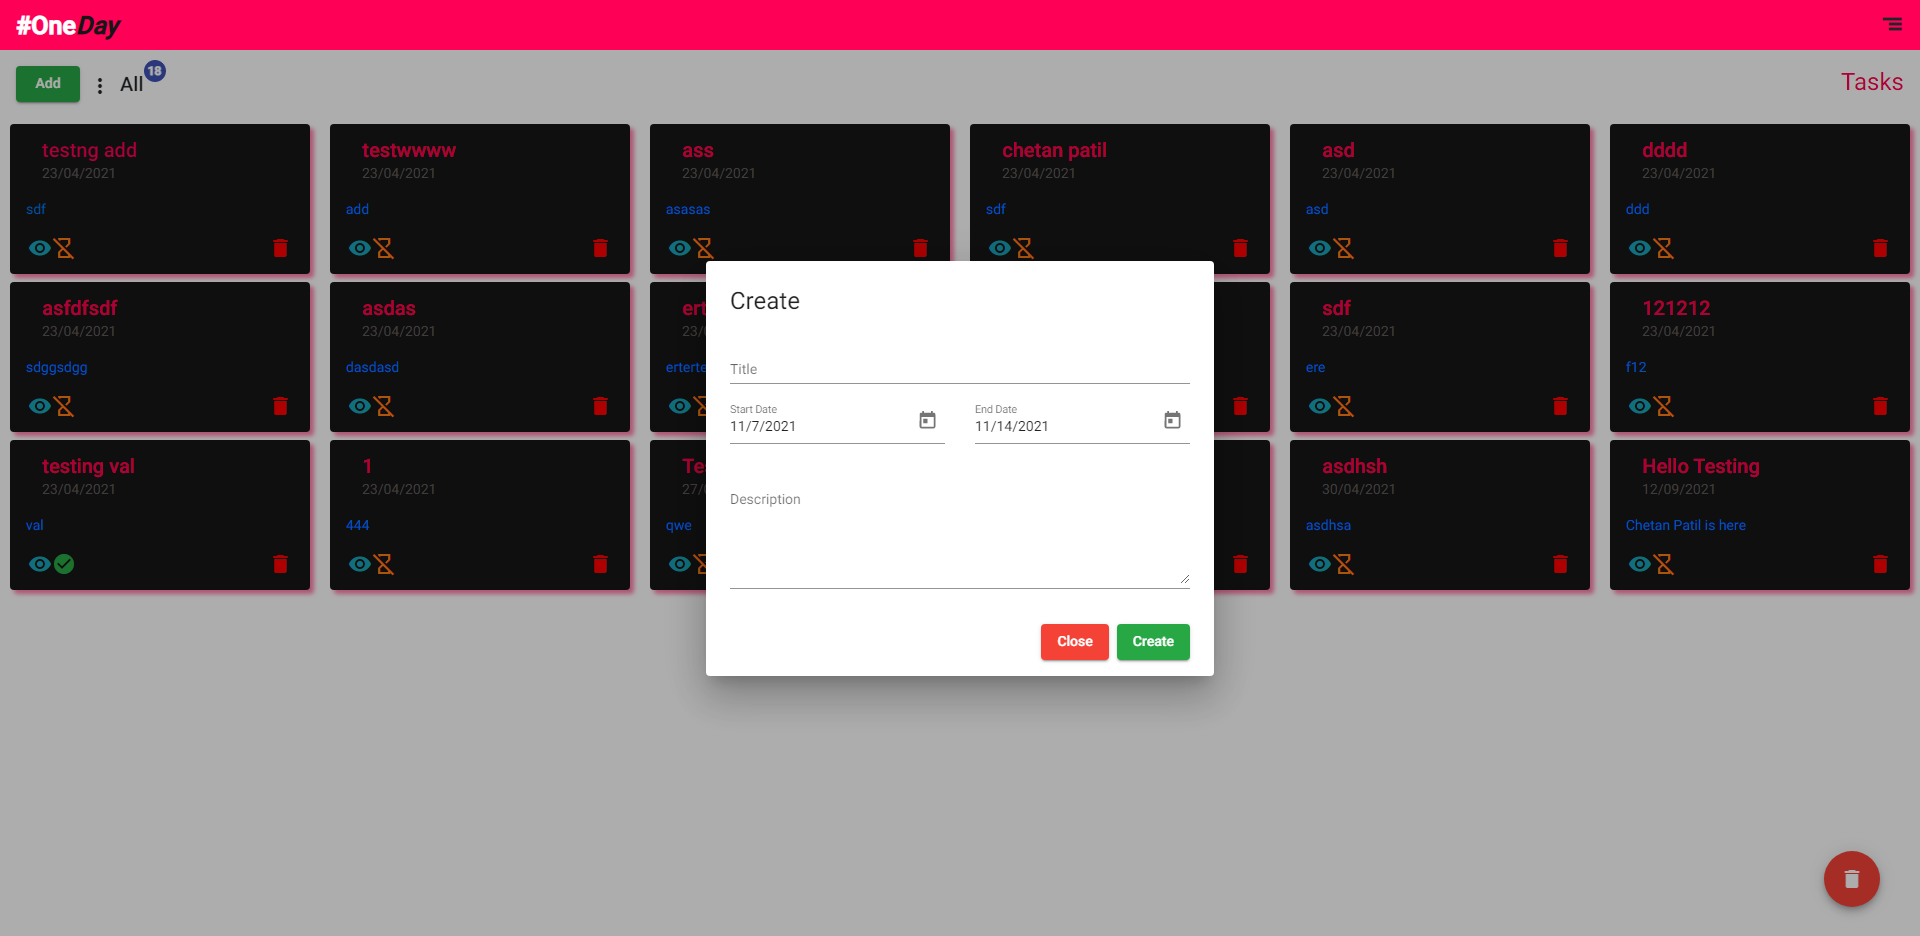 #OneDay
Add
All
18
Tasks
testng add
23/04/2021
sdf
testwwww
23/04/2021
add
ass
23/04/2021
asasas
chetan patil
23/04/2021
sdf
asd
23/04/2021
asd
dddd
23/04/2021
ddd
asfdfsdf
23/04/2021
sdggsdgg
asdas
23/04/2021
dasdasd
ert
23/
erterte
sdf
23/04/2021
ere
121212
23/04/2021
f12
testing val
23/04/2021
val
1
23/04/2021
444
Te
27/
qwe
asdhsh
30/04/2021
asdhsa
Hello Testing
12/09/2021
Chetan Patil is here
Create
Title
Start Date
11/7/2021
End Date
11/14/2021
Description
Close
Create